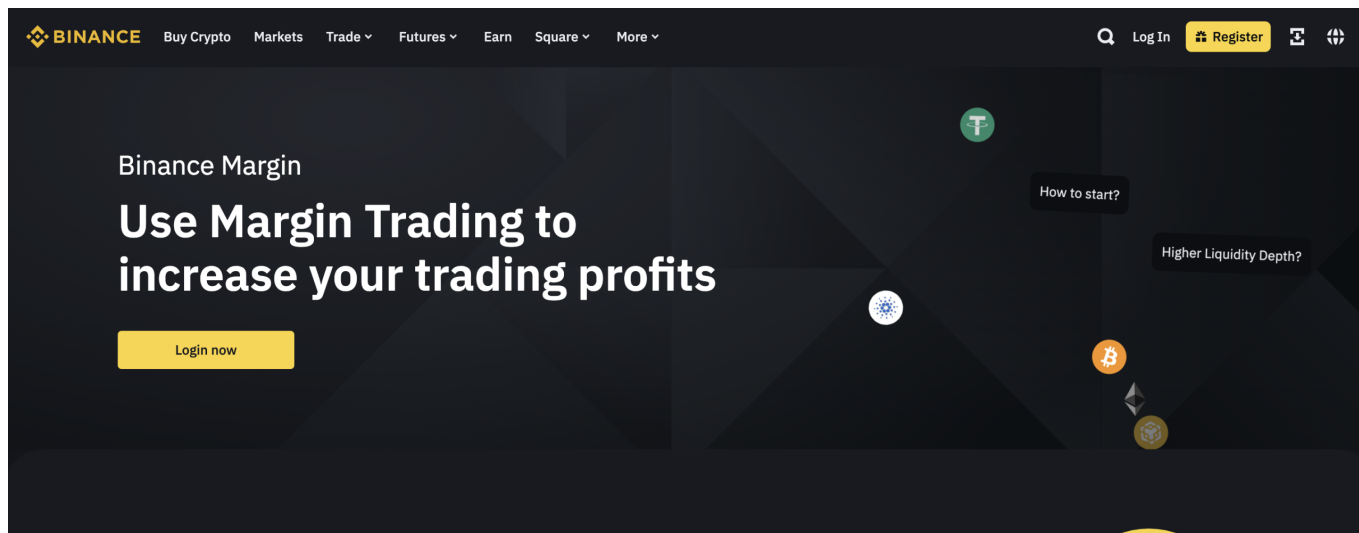 BINANCE Buy Crypto Markets Trade Futures Earn Square More Log In Register
Binance Margin
Use Margin Trading to
increase your trading profits
Login now
How to start?
Higher Liquidity Depth?